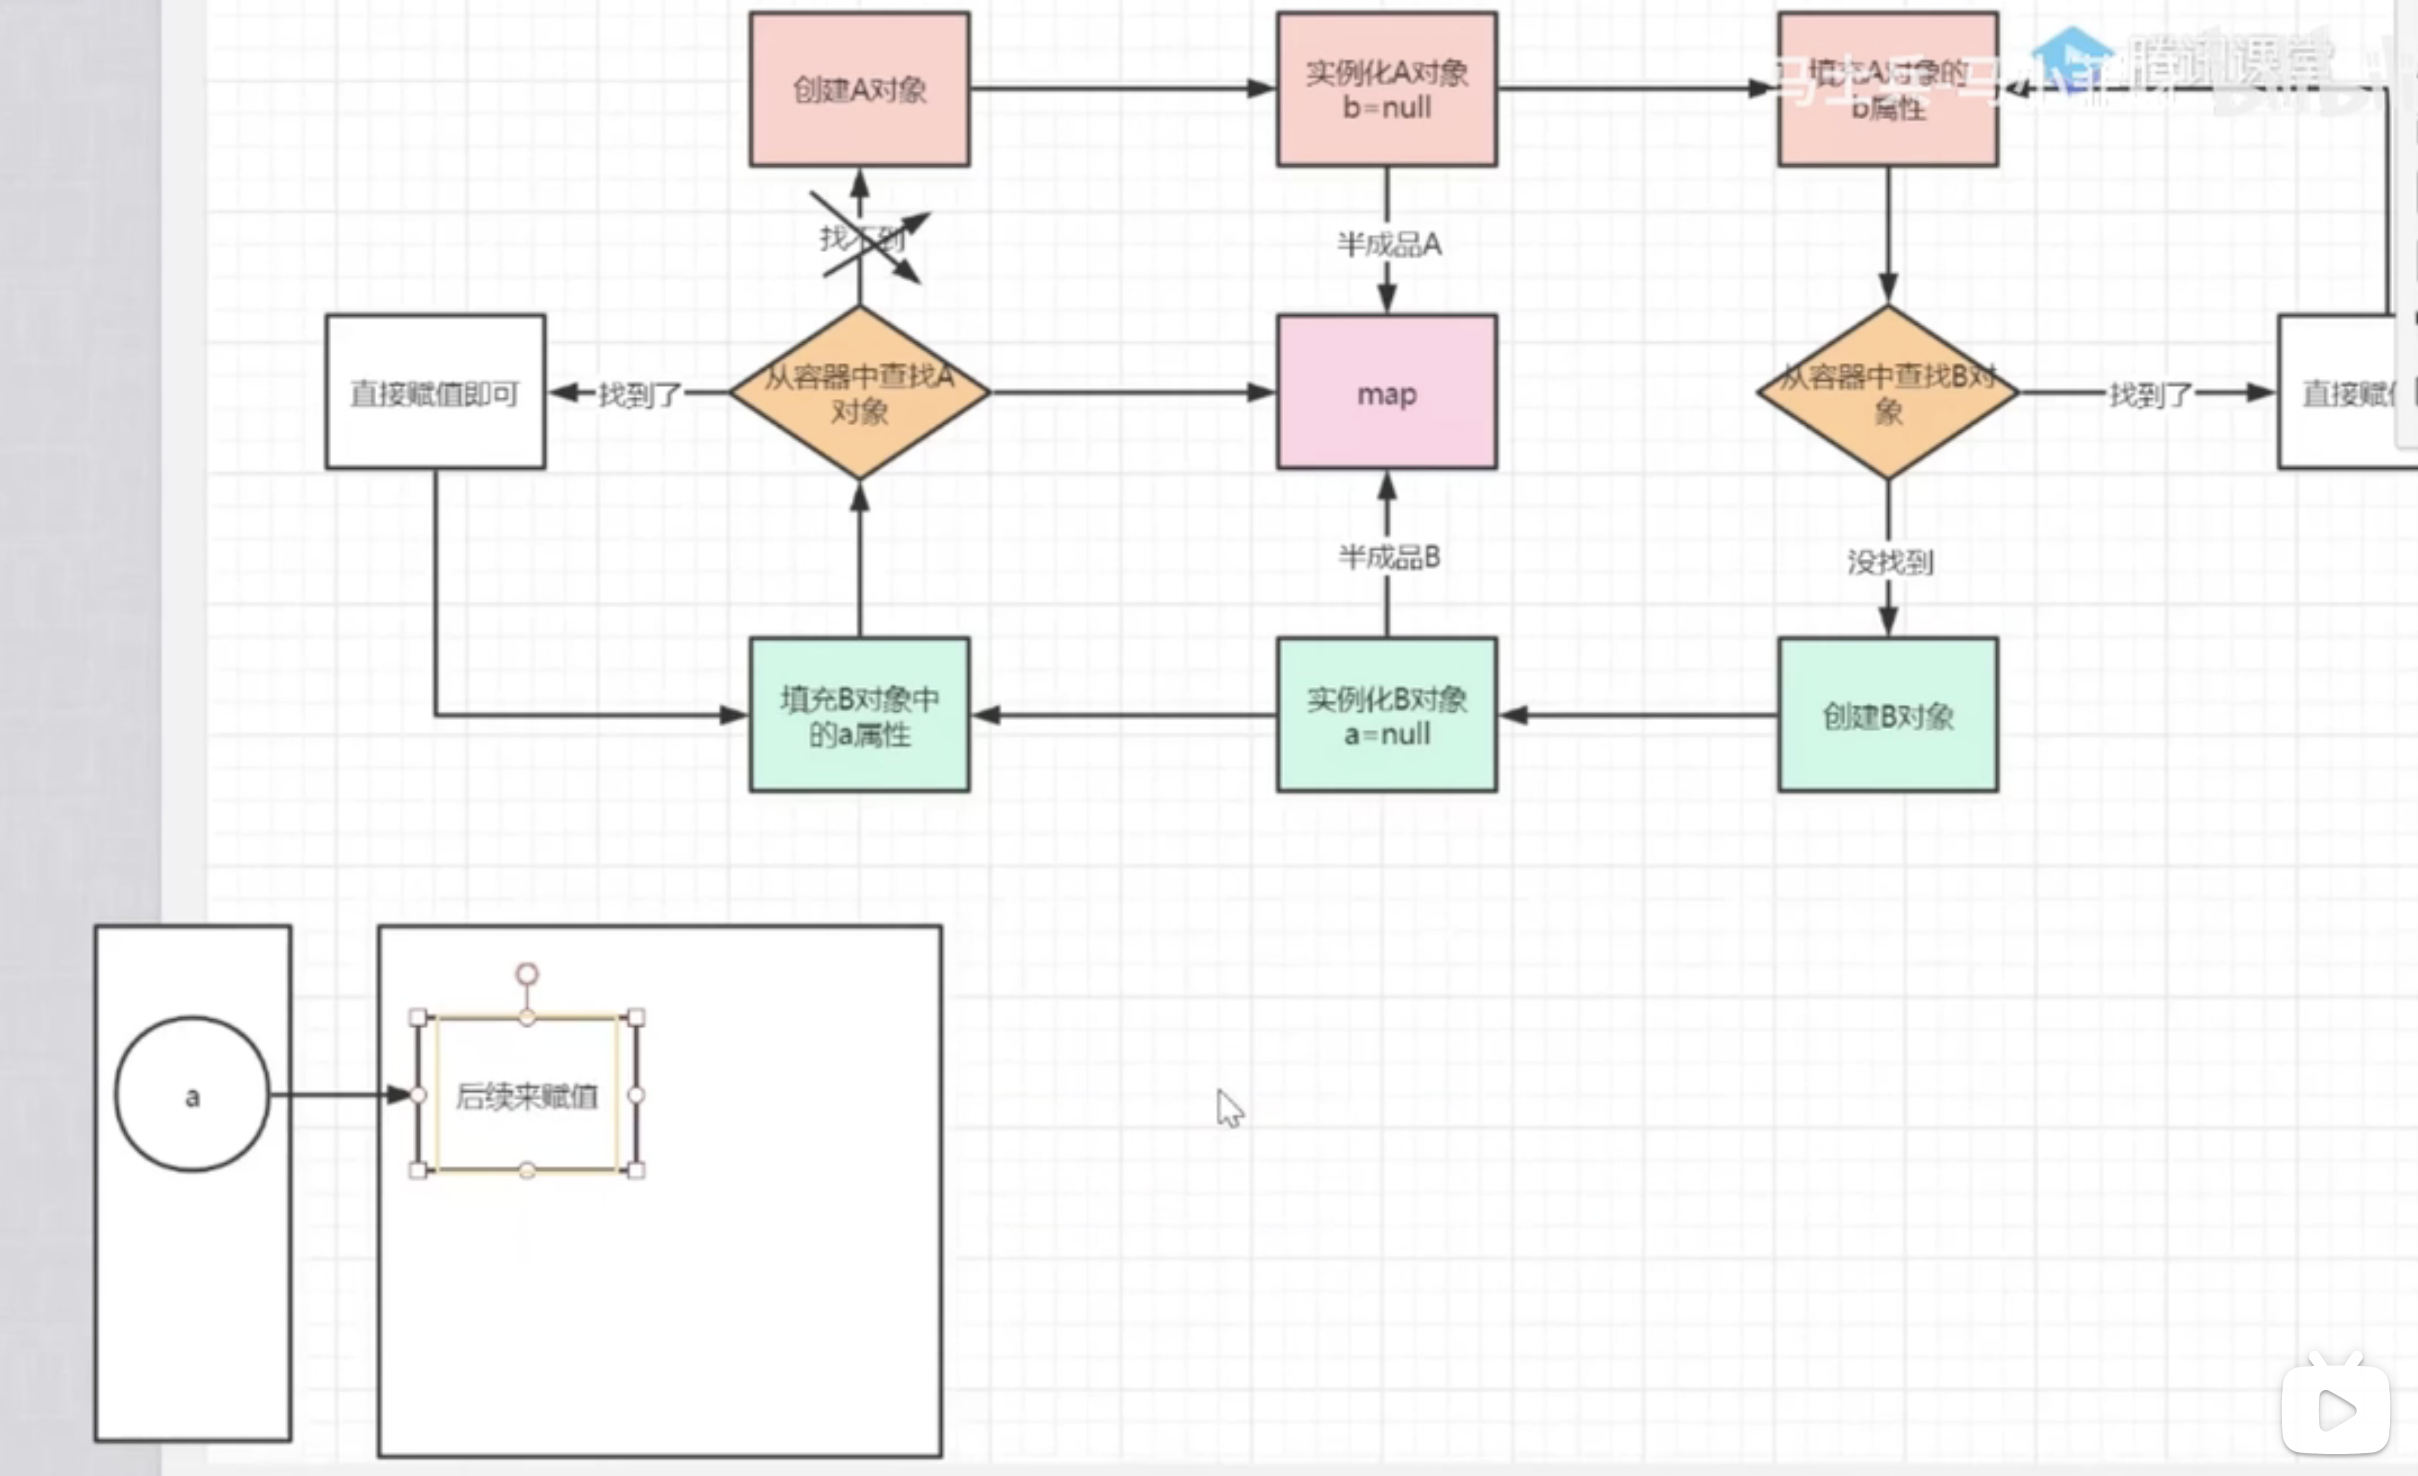 创建A对象
实例化A对象
b=null
填充A对象的
b属性
腾讯课堂
找不到
半成品A
直接赋值即可
找到了
从容器中查找A
对象
map
从容器中查找B对
象
找到了
直接赋
半成品B
没找到
填充B对象中
的a属性
实例化B对象
a=null
创建B对象
a
后续来赋值